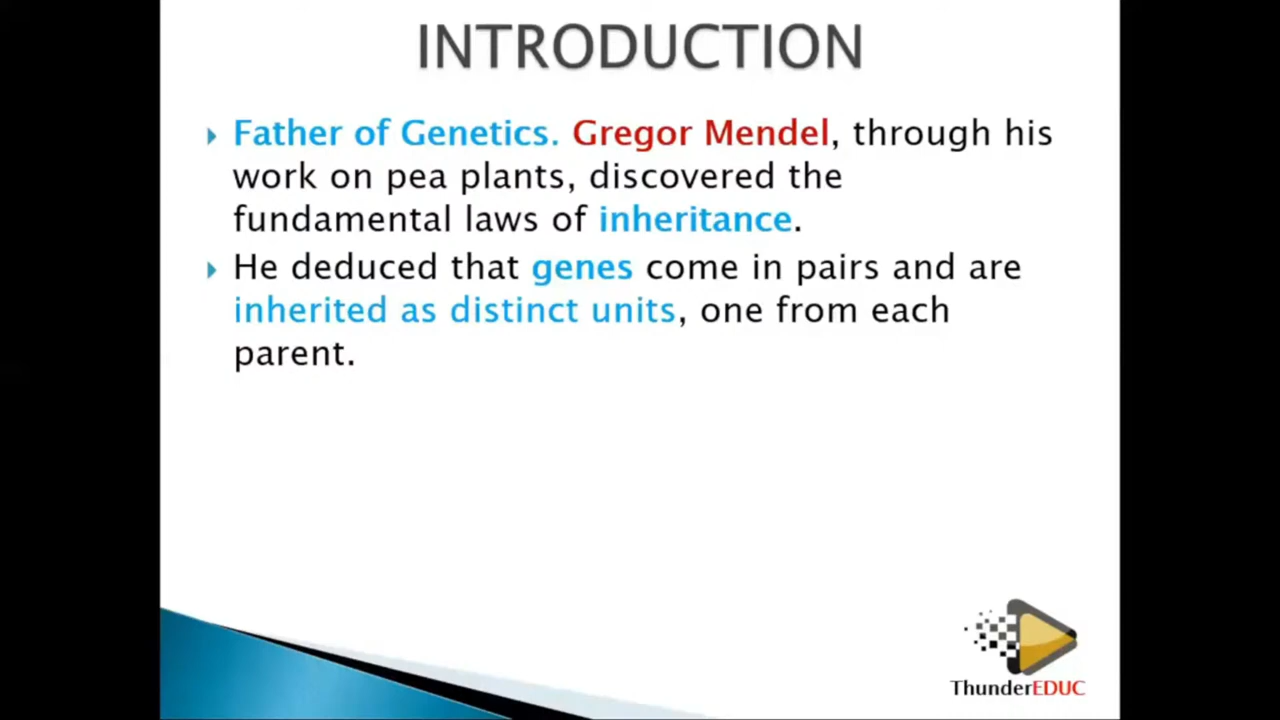 INTRODUCTION
Father of Genetics. Gregor Mendel, through his
work on pea plants, discovered the
fundamental laws of inheritance.
He deduced that genes come in pairs and are
inherited as distinct units, one from each
parent.
ThunderEDUC